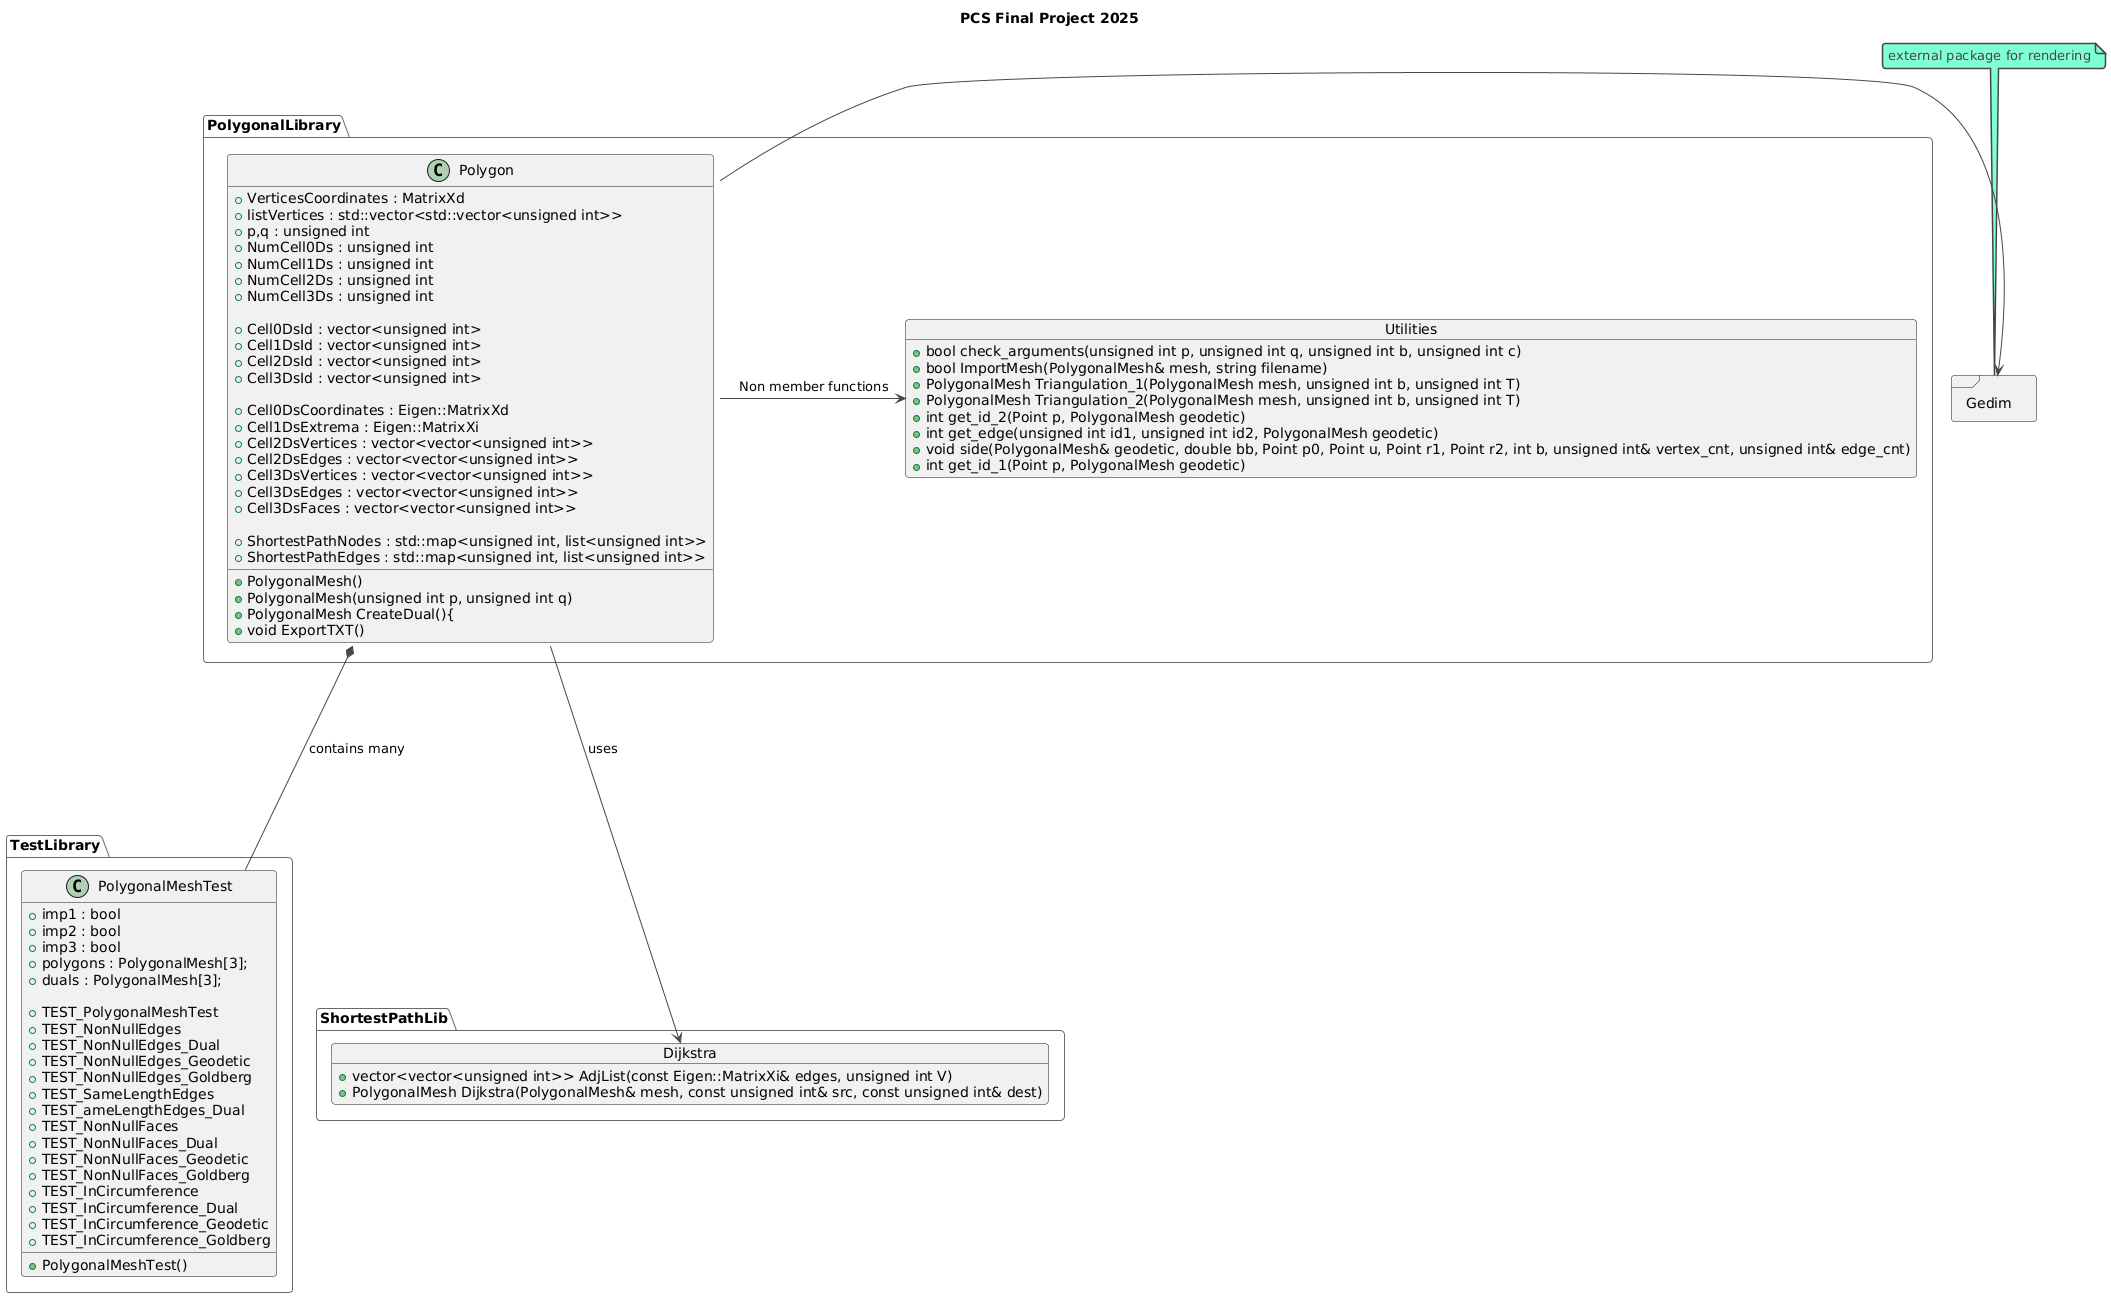 PCS Final Project 2025
external package for rendering
PolygonalLibrary
C Polygon
+ VerticesCoordinates : MatrixXd
+ listVertices : std::vector<std::vector<unsigned int>>
+ p,q : unsigned int
+ NumCell0Ds : unsigned int
+ NumCell1Ds : unsigned int
+ NumCell2Ds : unsigned int
+ NumCell3Ds : unsigned int
Cell0DsId : vector<unsigned int>
Cell1DsId : vector<unsigned int>
Cell2DsId : vector<unsigned int>
Cell3DsId : vector<unsigned int>
Cell0DsCoordinates : Eigen::MatrixXd
Cell1DsExtrema : Eigen::MatrixXi
Cell2DsVertices : vector<vector<unsigned int>>
Cell2DsEdges : vector<vector<unsigned int>>
Cell3DsVertices : vector<vector<unsigned int>>
Cell3DsEdges : vector<vector<unsigned int>>
Cell3DsFaces : vector<vector<unsigned int>>
ShortestPathNodes : std::map<unsigned int, list<unsigned int>>
ShortestPathEdges : std::map<unsigned int, list<unsigned int>>
PolygonalMesh()
PolygonalMesh(unsigned int p, unsigned int q)
PolygonalMesh CreateDual(){
void ExportTXT()
Non member functions
Utilities
bool check_arguments(unsigned int p, unsigned int q, unsigned int b, unsigned int c)
bool ImportMesh(PolygonalMesh& mesh, string filename)
PolygonalMesh Triangulation_1(PolygonalMesh mesh, unsigned int b, unsigned int T)
PolygonalMesh Triangulation_2(PolygonalMesh mesh, unsigned int b, unsigned int T)
int get_id_2(Point p, PolygonalMesh geodetic)
int get_edge(unsigned int id1, unsigned int id2, PolygonalMesh geodetic)
void side(PolygonalMesh& geodetic, double bb, Point p0, Point u, Point r1, Point r2, int b, unsigned int& vertex_cnt, unsigned int& edge_cnt)
int get_id_1(Point p, PolygonalMesh geodetic)
Gedim
contains many
uses
TestLibrary
C PolygonalMeshTest
imp1 : bool
imp2 : bool
imp3 : bool
polygons : PolygonalMesh[3];
duals : PolygonalMesh[3];
TEST_PolygonalMeshTest
TEST_NonNullEdges
TEST_NonNullEdges_Dual
TEST_NonNullEdges_Geodetic
TEST_NonNullEdges_Goldberg
TEST_SameLengthEdges
TEST_ameLengthEdges_Dual
TEST_NonNullFaces
TEST_NonNullFaces_Dual
TEST_NonNullFaces_Geodetic
TEST_NonNullFaces_Goldberg
TEST_InCircumference
TEST_InCircumference_Dual
TEST_InCircumference_Geodetic
TEST_InCircumference_Goldberg
PolygonalMeshTest()
ShortestPathLib
Dijkstra
vector<vector<unsigned int>> AdjList(const Eigen::MatrixXi& edges, unsigned int V)
PolygonalMesh Dijkstra(PolygonalMesh& mesh, const unsigned int& src, const unsigned int& dest)